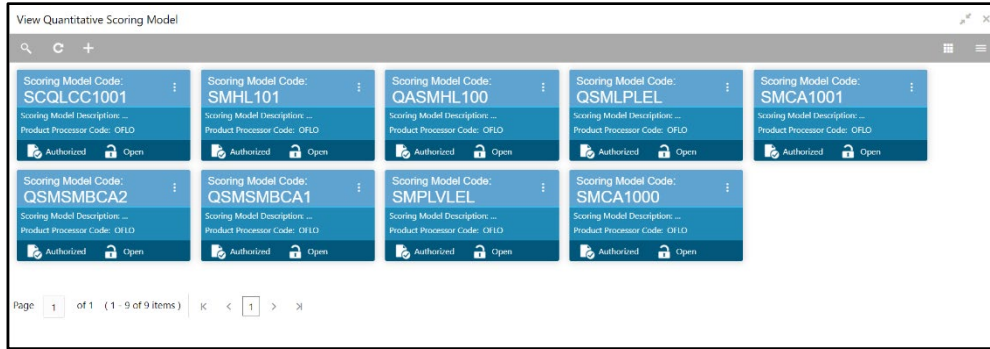 View Quantitative Scoring Model
Scoring Model Code:
SCQLCC1001
Scoring Model Description: ...
Product Processor Code: OFLO
Authorized Open
Scoring Model Code:
SMHL101
Scoring Model Description: ...
Product Processor Code: OFLO
Authorized Open
Scoring Model Code:
QASMHL100
Scoring Model Description: ...
Product Processor Code: OFLO
Authorized Open
Scoring Model Code:
QSMLPLEL
Scoring Model Description: ...
Product Processor Code: OFLO
Authorized Open
Scoring Model Code:
SMCA1001
Scoring Model Description: ...
Product Processor Code: OFLO
Authorized Open
Scoring Model Code:
QSMSMBCA2
Scoring Model Description: ...
Product Processor Code: OFLO
Authorized Open
Scoring Model Code:
QSMSMBCA1
Scoring Model Description: ...
Product Processor Code: OFLO
Authorized Open
Scoring Model Code:
SMPLVLEL
Scoring Model Description: ...
Product Processor Code: OFLO
Authorized Open
Scoring Model Code:
SMCA1000
Scoring Model Description: ...
Product Processor Code: OFLO
Authorized Open
Page 1 of 1 ( 1 - 9 of 9 items ) 1